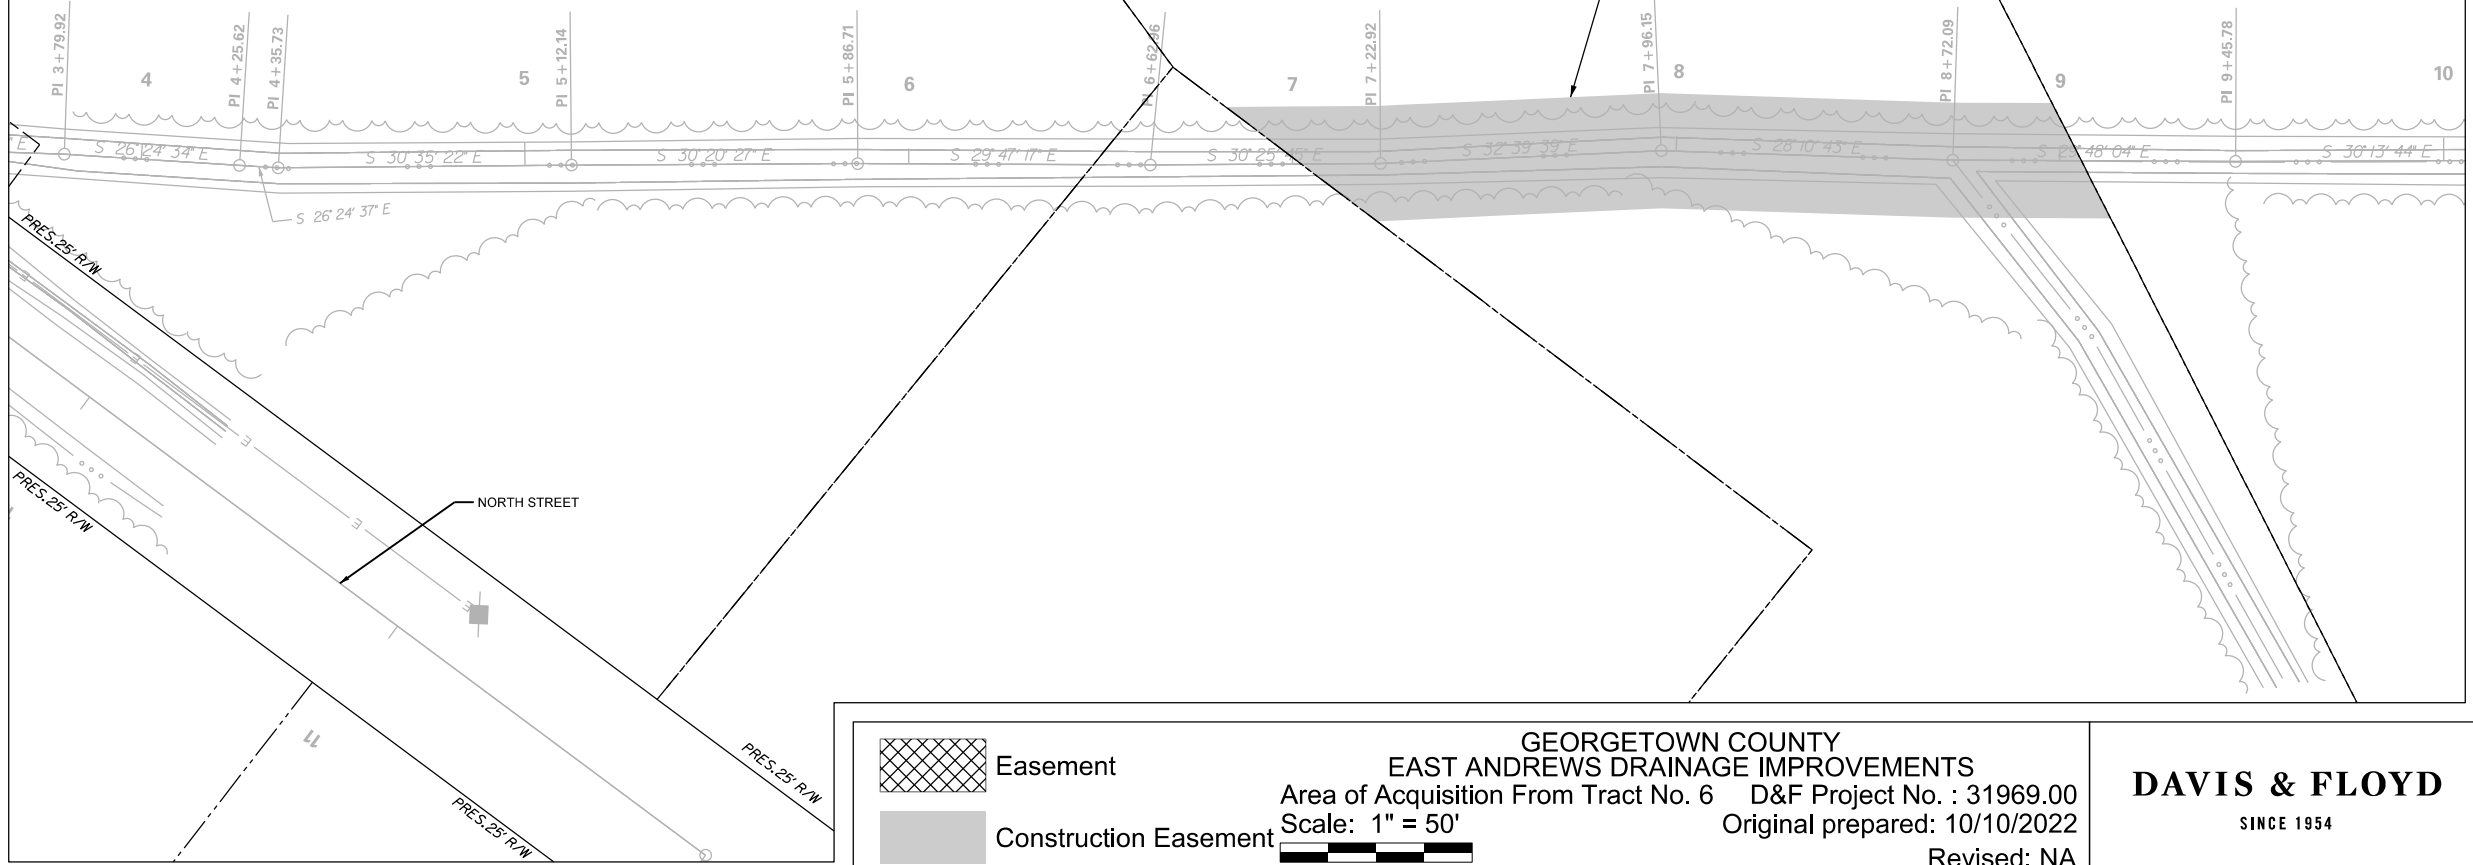 PI 3+79.92
PI 4+25.62
PI 4+35.73
PI 5+12.14
PI 5+86.71
PI 6+62.96
PI 7+22.92
PI 7+96.15
PI 8+72.09
PI 9+45.78
4
5
6
7
8
9
10
E
S 26°24'34" E
S 30°35'22" E
S 30°20'27" E
S 29°47'17" E
S 30°25'45" E
S 32°39'39" E
S 28°10'43" E
S 29°48'04" E
S 30°13'44" E
S 26°24'37" E
PRES. 25' R/W
E
E
E
E
E
PRES. 25' R/W
NORTH STREET
11
PRES. 25' R/W
PRES. 25' R/W
Easement
Construction Easement
GEORGETOWN COUNTY
EAST ANDREWS DRAINAGE IMPROVEMENTS
Area of Acquisition From Tract No. 6 D&F Project No. : 31969.00
Scale: 1" = 50' Original prepared: 10/10/2022
Revised: NA
DAVIS & FLOYD
SINCE 1954